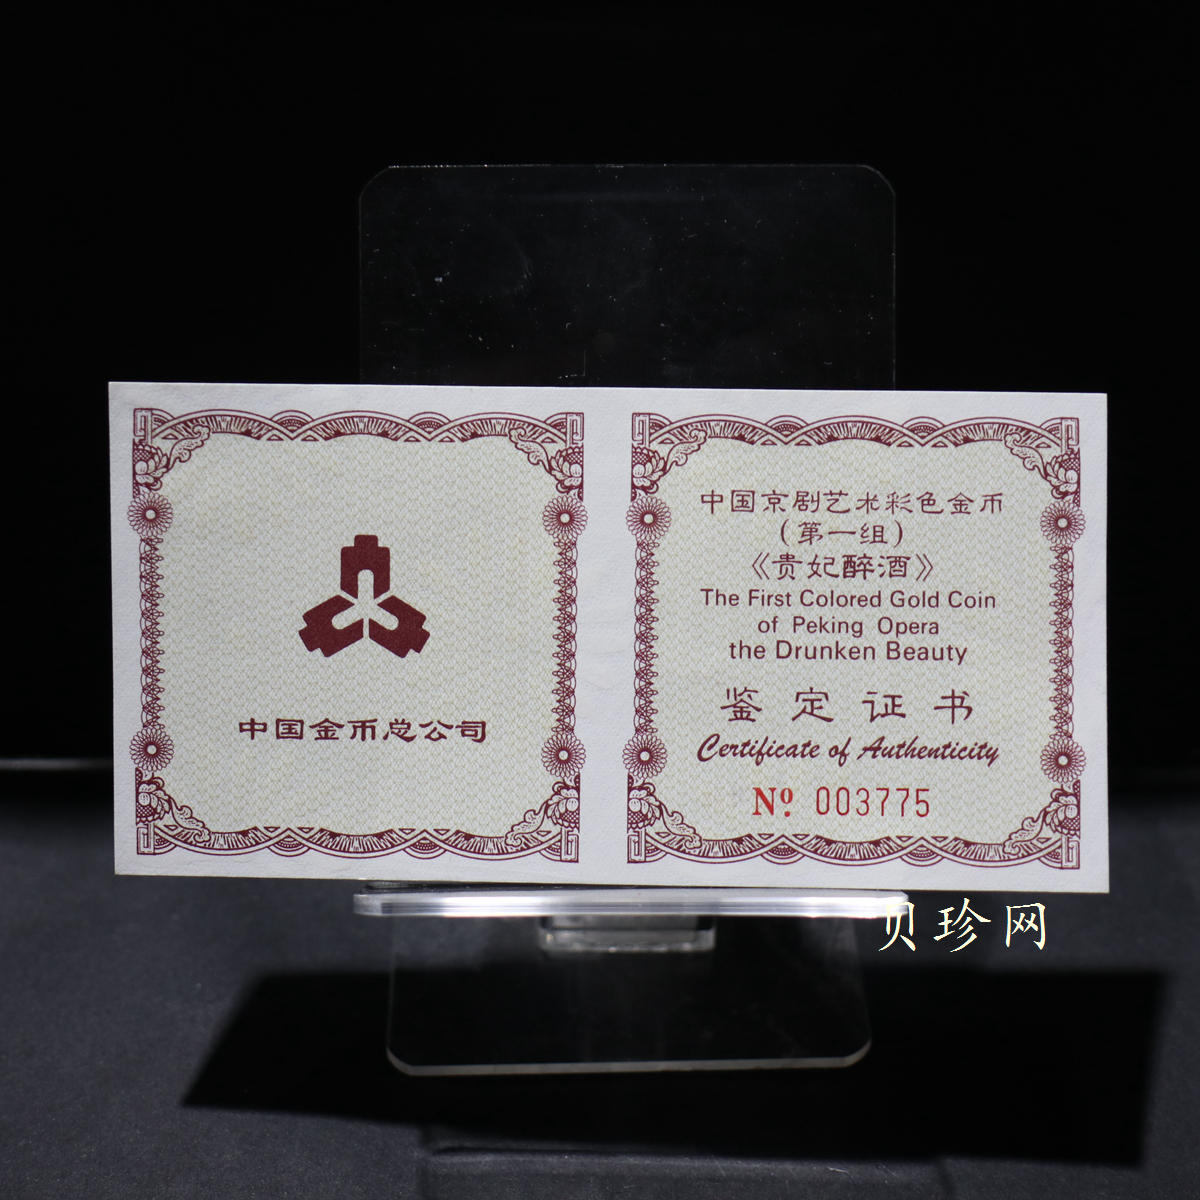 中国金币总公司
中国京剧艺术彩色金币
(第一组)
《贵妃醉酒》
The First Colored Gold Coin
of Peking Opera
the Drunken Beauty
鉴定证书
Certificate of Authenticity
Nº. 003775
贝珍网